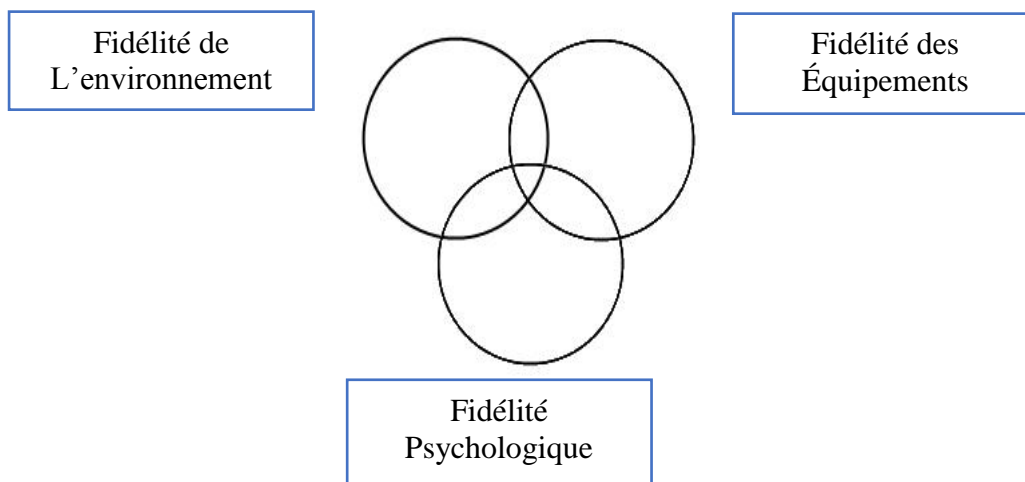 Fidélité de
L’environnement
Fidélité des
Équipements
Fidélité
Psychologique